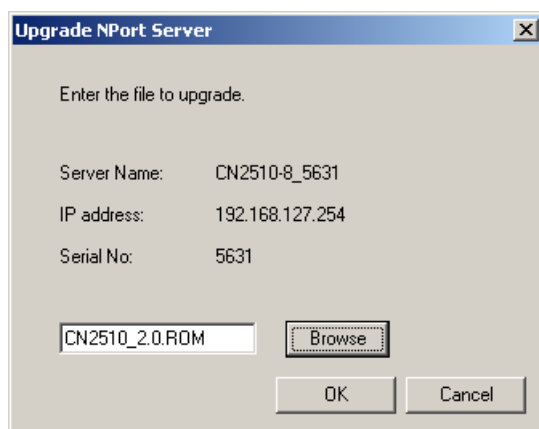 Upgrade NPort Server
Enter the file to upgrade.
Server Name: CN2510-8_5631
IP address: 192.168.127.254
Serial No: 5631
CN2510_2.0.ROM Browse
OK Cancel